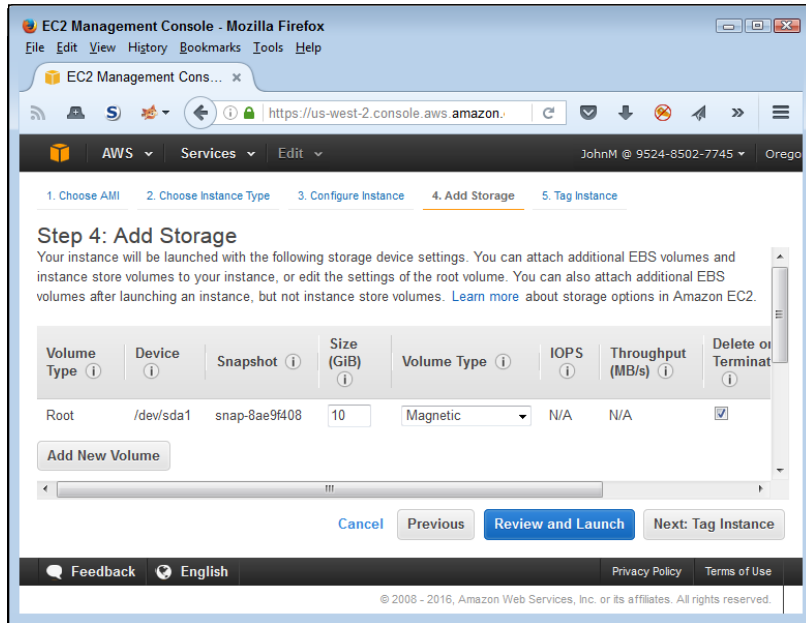 EC2 Management Console - Mozilla Firefox
File Edit View History Bookmarks Tools Help
EC2 Management Cons... ×
https://us-west-2.console.aws.amazon.
AWS Services Edit JohnM @ 9524-8502-7745 Orego
1. Choose AMI 2. Choose Instance Type 3. Configure Instance 4. Add Storage 5. Tag Instance
Step 4: Add Storage
Your instance will be launched with the following storage device settings. You can attach additional EBS volumes and
instance store volumes to your instance, or edit the settings of the root volume. You can also attach additional EBS
volumes after launching an instance, but not instance store volumes. Learn more about storage options in Amazon EC2.
Volume Type Device Snapshot Size (GiB) Volume Type IOPS Throughput (MB/s) Delete on Terminat
Root /dev/sda1 snap-8ae9f408 10 Magnetic N/A N/A
Add New Volume
Cancel Previous Review and Launch Next: Tag Instance
Feedback English Privacy Policy Terms of Use
© 2008 - 2016, Amazon Web Services, Inc. or its affiliates. All rights reserved.